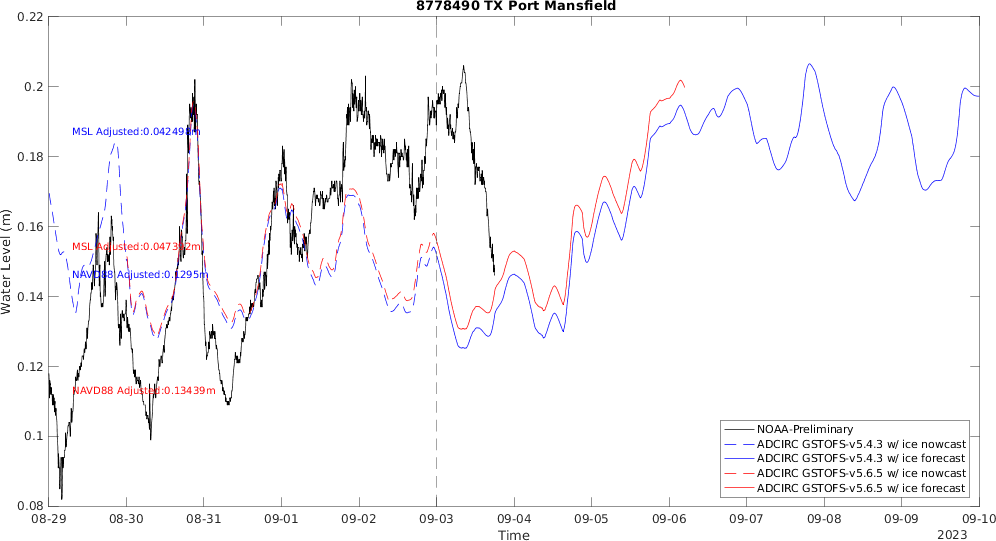 8778490 TX Port Mansfield
0.22
0.2
0.18
0.16
0.14
0.12
0.1
0.08
Water Level (m)
MSL Adjusted:0.042498m
NAVD88 Adjusted:0.1295m
NAVD88 Adjusted:0.13439m
NOAA-Preliminary
ADCIRC GSTOFS-v5.4.3 w/ ice nowcast
ADCIRC GSTOFS-v5.4.3 w/ ice forecast
ADCIRC GSTOFS-v5.6.5 w/ ice nowcast
ADCIRC GSTOFS-v5.6.5 w/ ice forecast
08-29 08-30 08-31 09-01 09-02 09-03 09-04 09-05 09-06 09-07 09-08 09-09 09-10
Time
2023
MSL Adjusted: